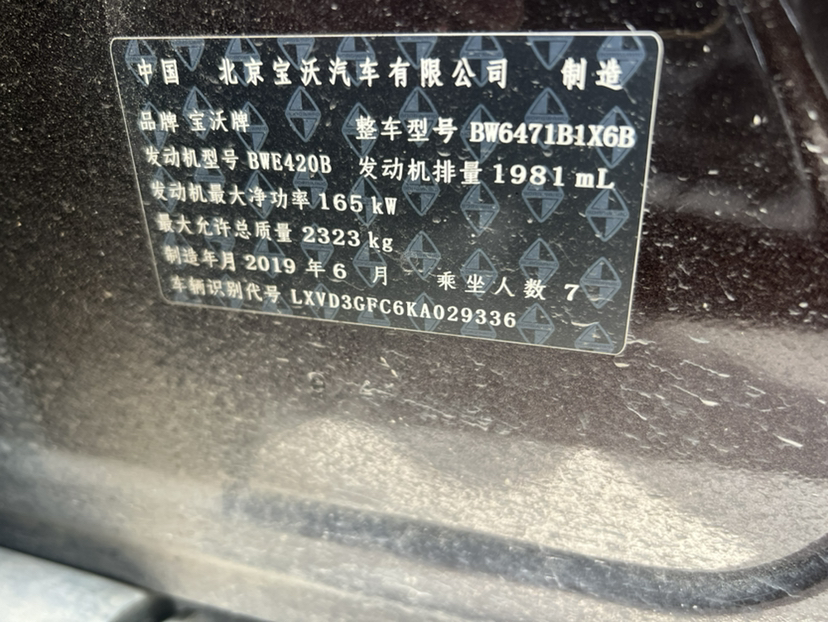 中国 北京宝沃汽车有限公司 制造
品牌 宝沃牌 整车型号 BW6471B1X6B
发动机型号 BWE420B 发动机排量 1981 mL
发动机最大净功率 165 kW
最大允许总质量 2323 kg
制造年月 2019 年 6 月 乘坐人数 7
车辆识别代号 LXVD3GFC6KA029336